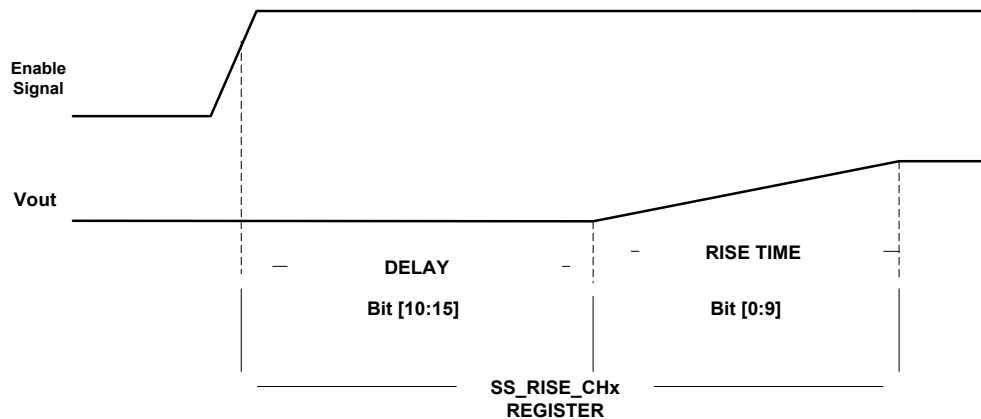 Enable
Signal
Vout
DELAY
RISE TIME
Bit [10:15]
Bit [0:9]
SS_RISE_CHx
REGISTER